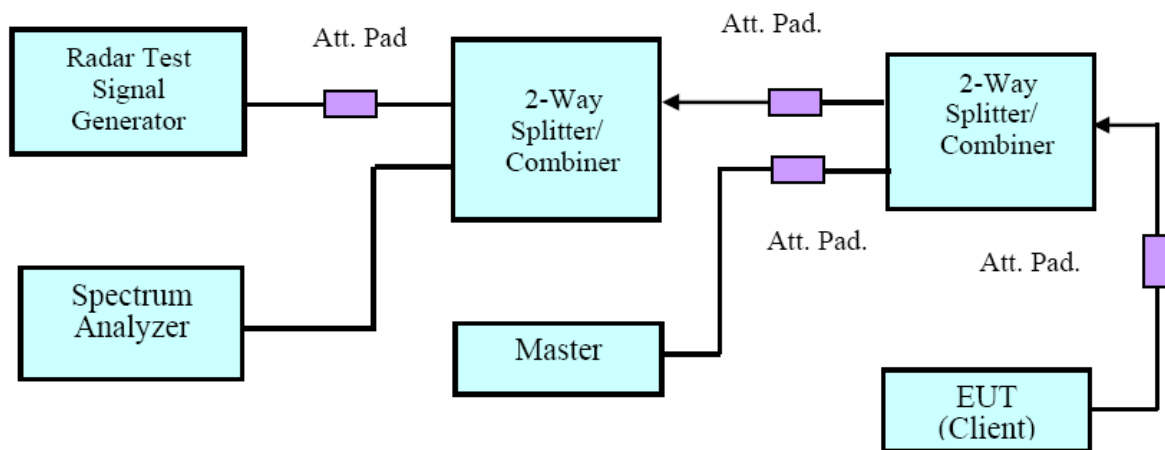 Radar Test
Signal
Generator
Att. Pad
2-Way
Splitter/
Combiner
Att. Pad.
2-Way
Splitter/
Combiner
Att. Pad.
Att. Pad.
Spectrum
Analyzer
Master
EUT
(Client)